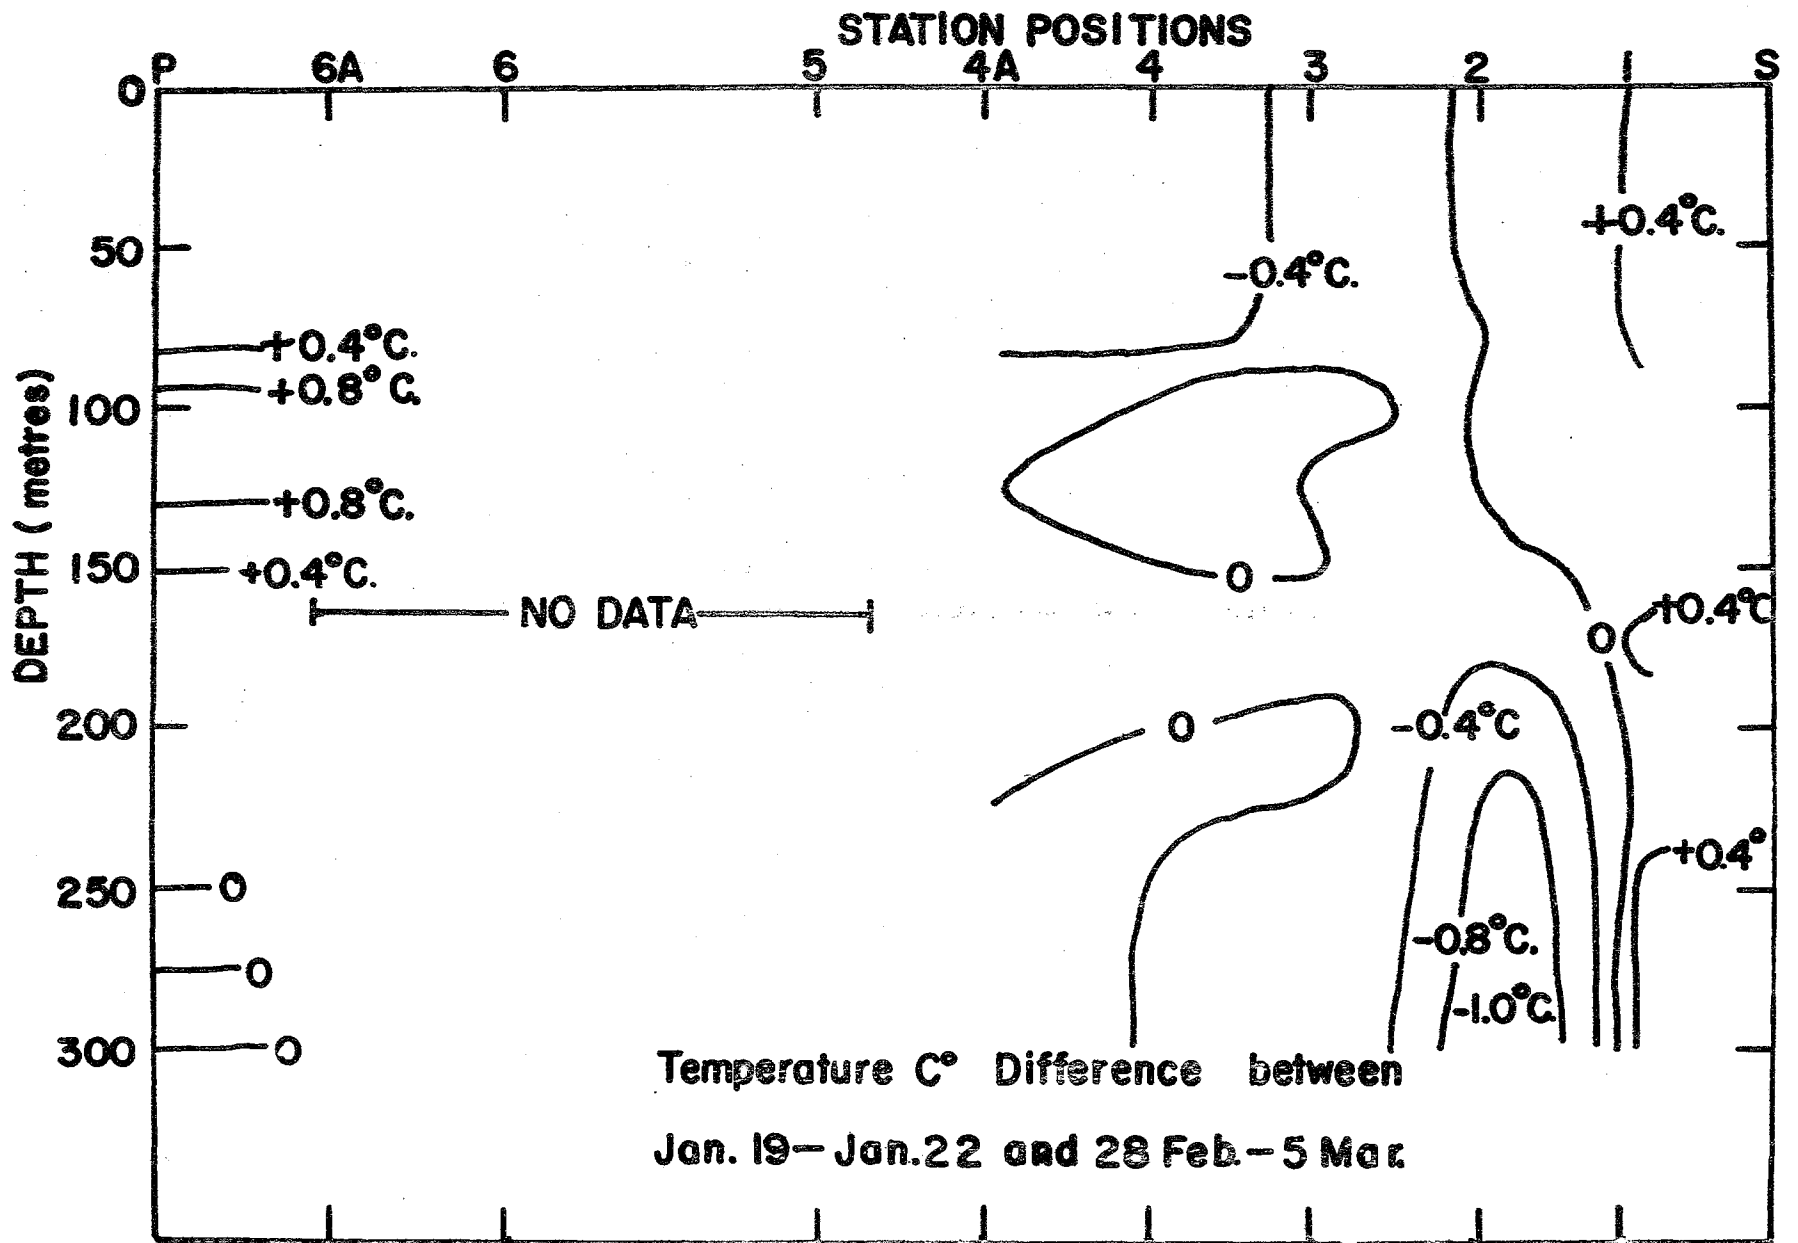 STATION POSITIONS
P 6A 6 5 4A 4 3 2 1 S
0
+0.4°C.
50
-0.4°C.
+0.4°C.
+0.8°C.
100
DEPTH (metres)
+0.8°C.
150 +0.4°C. 0
NO DATA +0.4°C
0
200 0 -0.4°C
+0.4°
250 0
-0.8°C.
0
-1.0°C.
300 0
Temperature C° Difference between
Jan. 19-Jan.22 and 28 Feb.-5 Mar.